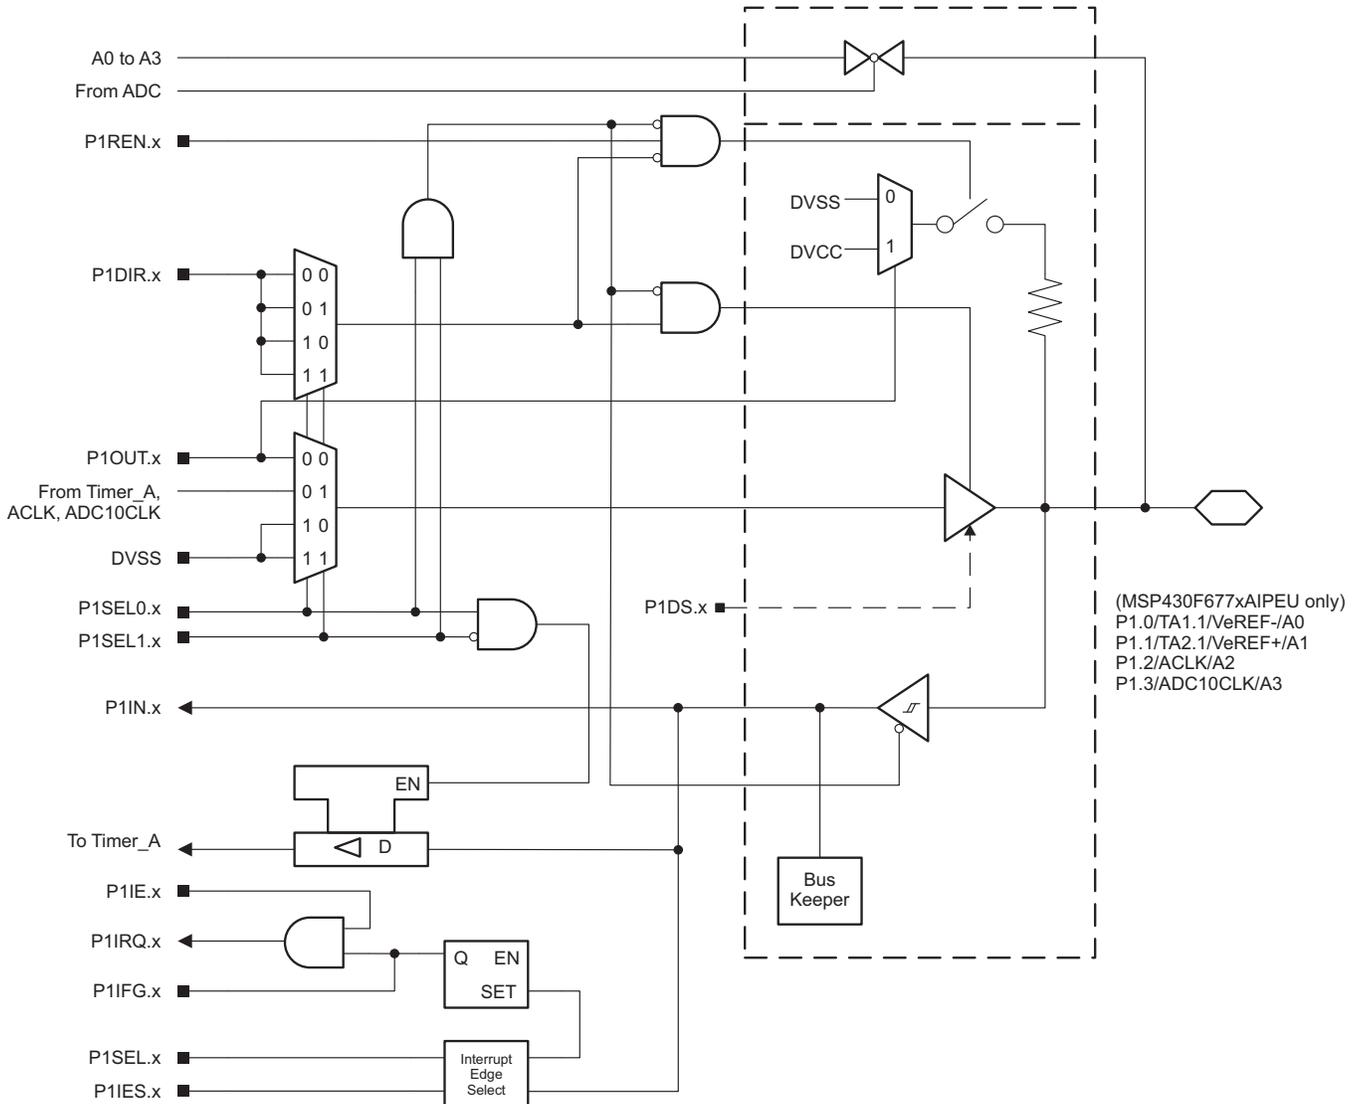 A0 to A3
From ADC
P1REN.x
DVSS
0
DVCC
1
P1DIR.x
0 0
0 1
1 0
1 1
P1OUT.x
0 0
From Timer_A,
ACLK, ADC10CLK
0 1
1 0
DVSS
1 1
P1SEL0.x
P1SEL1.x
P1DS.x
(MSP430F677xAIPEU only)
P1.0/TA1.1/VeREF-/A0
P1.1/TA2.1/VeREF+/A1
P1.2/ACLK/A2
P1.3/ADC10CLK/A3
P1IN.x
EN
To Timer_A
D
Bus
Keeper
P1IE.x
P1IRQ.x
Q EN
SET
P1IFG.x
P1SEL.x
P1IES.x
Interrupt
Edge
Select